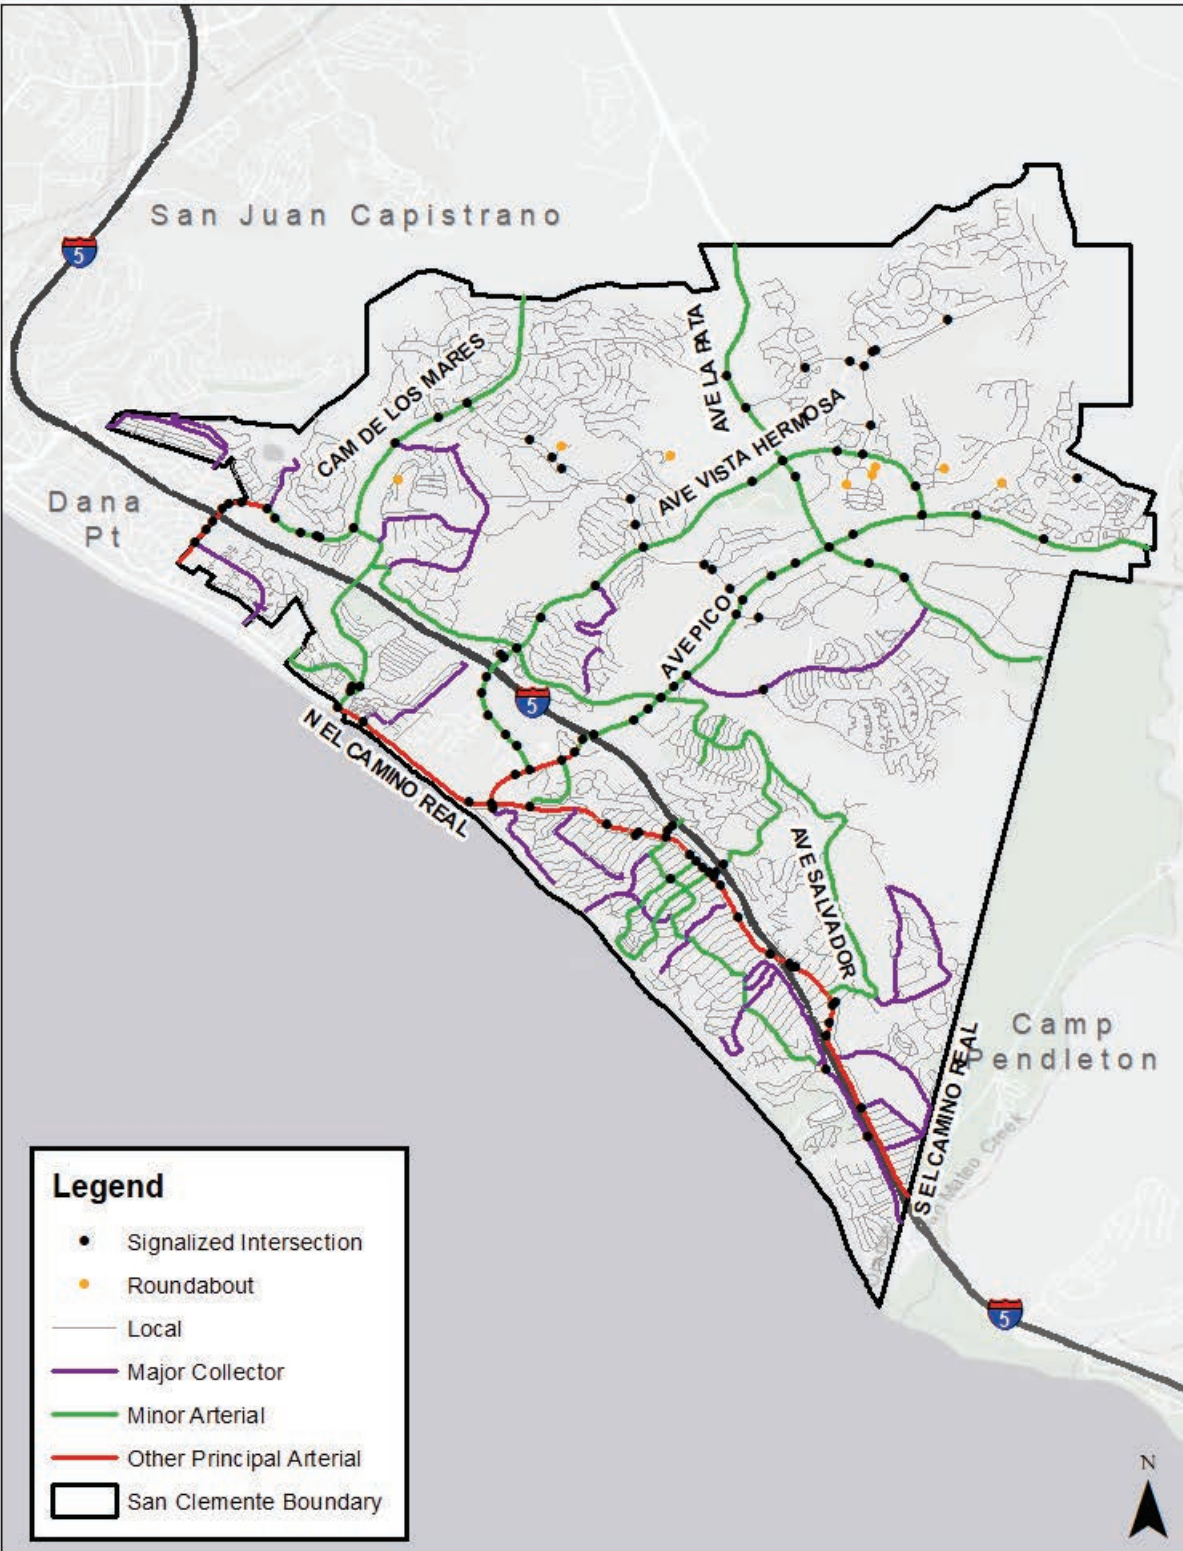 San Juan Capistrano
5
CAM DE LOS MARES
AVE LA PATA
AVE VISTA HERMOSA
Dana
Pt
AVE PICO
5
N EL CAMINO REAL
AVE SALVADOR
Camp
Pendleton
S EL CAMINO REAL
Mateo Creek
5
Legend
Signalized Intersection
Roundabout
Local
Major Collector
Minor Arterial
Other Principal Arterial
San Clemente Boundary
N